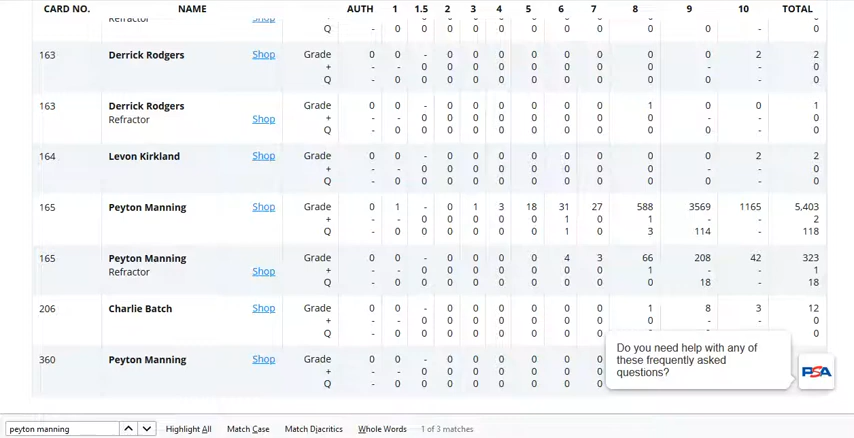 CARD NO. NAME AUTH 1 1.5 2 3 4 5 6 7 8 9 10 TOTAL
Refractor
Q - 0 0 0 0 0 0 0 0 0 0 - 0
163 Derrick Rodgers Shop Grade 0 0 - 0 0 0 0 0 0 0 0 2 2
+ - - 0 0 0 0 0 0 0 0 - - 0
Q - 0 0 0 0 0 0 0 0 0 0 - 0
163 Derrick Rodgers Grade 0 0 - 0 0 0 0 0 0 1 0 0 1
Refractor Shop + - - 0 0 0 0 0 0 0 0 - - 0
Q - 0 0 0 0 0 0 0 0 0 0 - 0
164 Levon Kirkland Shop Grade 0 0 - 0 0 0 0 0 0 0 0 2 2
+ - - 0 0 0 0 0 0 0 0 - - 0
Q - 0 0 0 0 0 0 0 0 0 0 - 0
165 Peyton Manning Shop Grade 0 1 - 0 1 3 18 31 27 588 3569 1165 5,403
+ - - 0 0 0 0 0 1 0 1 - - 2
Q - 0 0 0 0 0 0 1 0 3 114 - 118
165 Peyton Manning Grade 0 0 - 0 0 0 0 4 3 66 208 42 323
Refractor Shop + - - 0 0 0 0 0 0 0 1 - - 1
Q - 0 0 0 0 0 0 0 0 0 18 - 18
206 Charlie Batch Shop Grade 0 0 - 0 0 0 0 0 0 1 8 3 12
+ - - 0 0 0 0 0 0 0 0 - - 0
Q - 0 0 0 0 0 0 0 0 0
360 Peyton Manning Shop Grade 0 0 - 0 0 0 0 0
+ - - 0 0 0 0 0 0
Q - 0 0 0 0 0 0 0
Do you need help with any of
these frequently asked
questions?
PSA
peyton manning Highlight All Match Case Match Diacritics Whole Words 1 of 3 matches